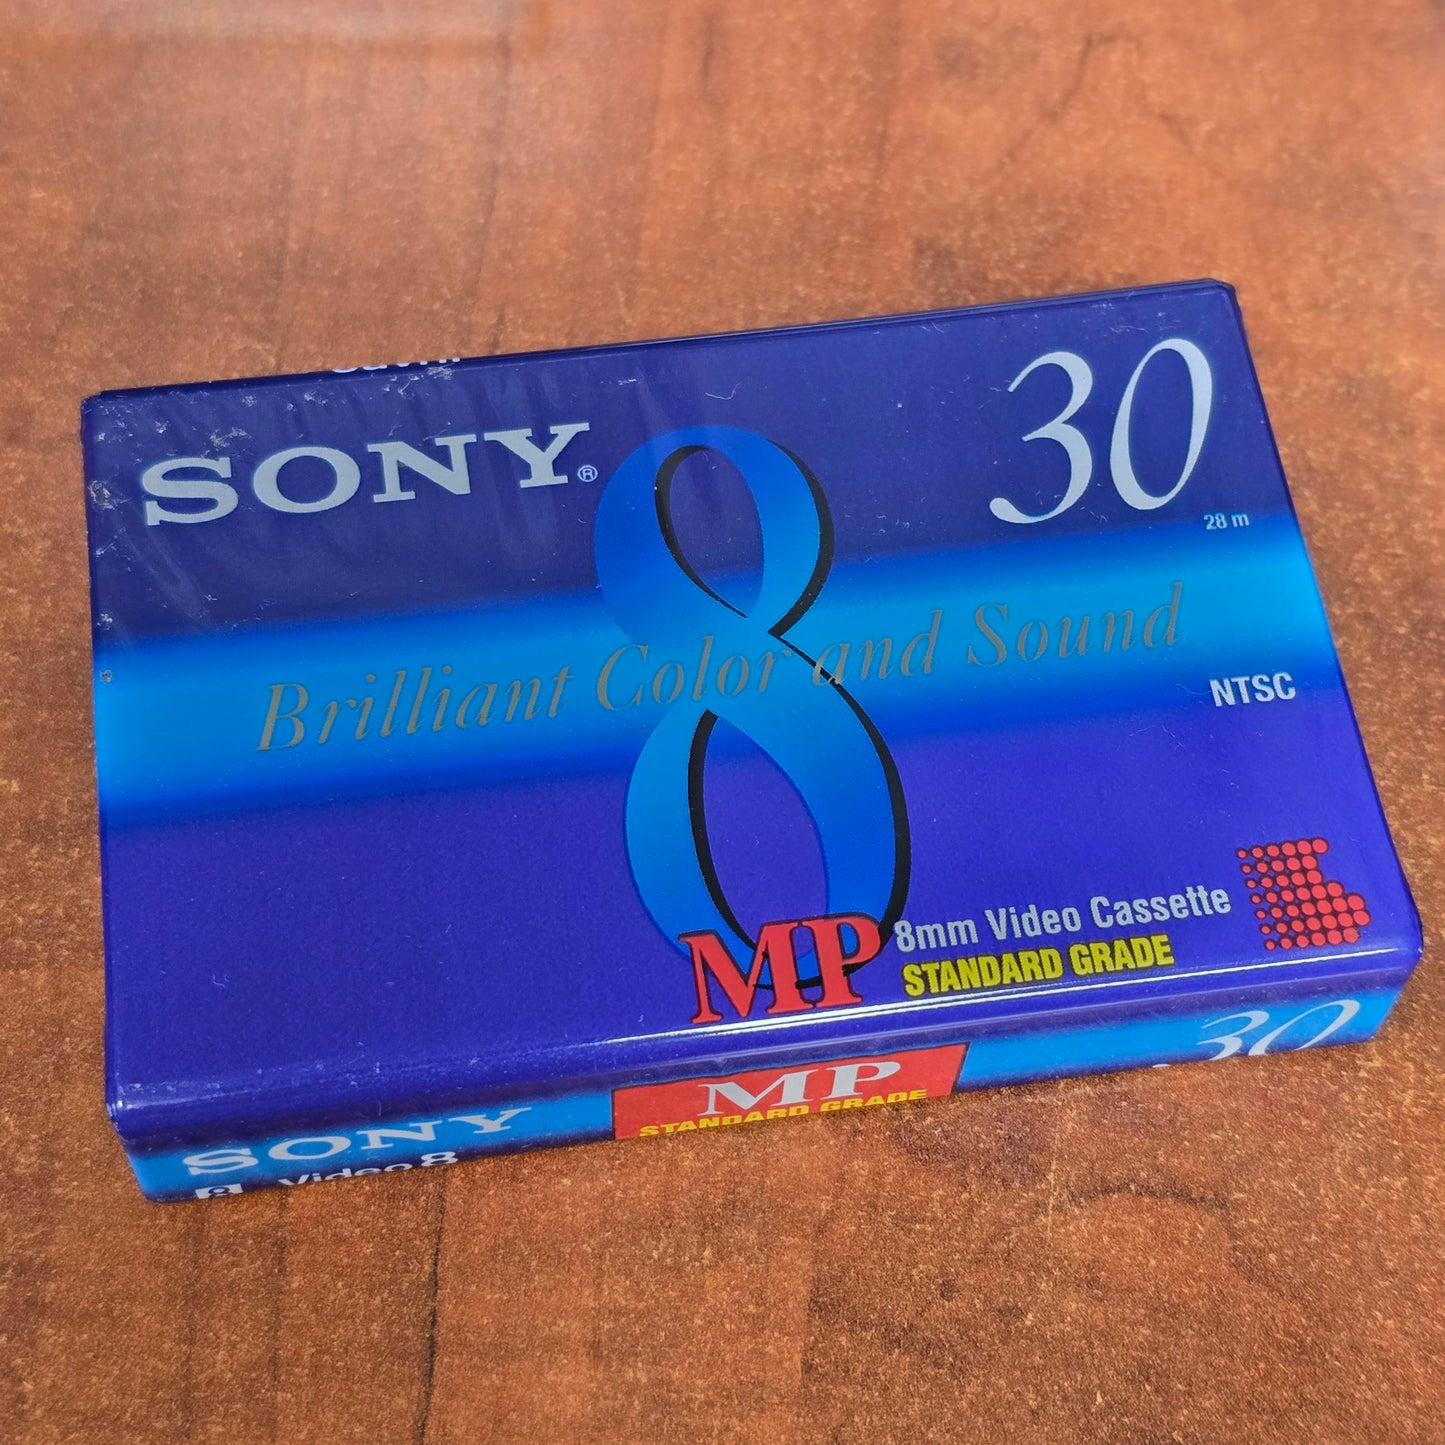 SONY®
30
28 m
8
Brilliant Color and Sound
NTSC
MP
8mm Video Cassette
STANDARD GRADE
SONY
8 Video 8
MP
STANDARD GRADE
30